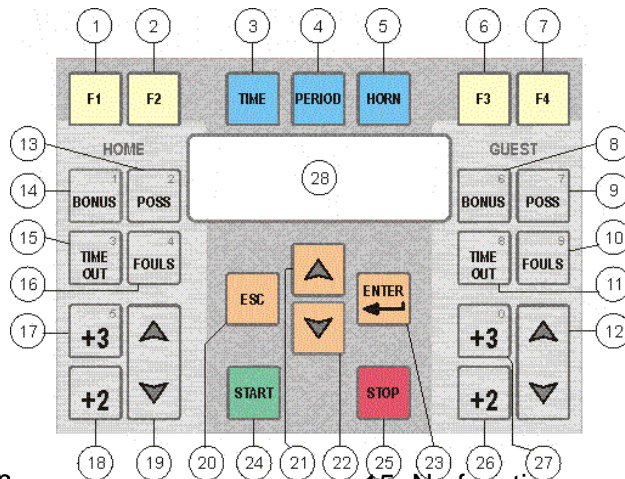 1 2 3 4 5 6 7
F1 F2 TIME PERIOD HORN F3 F4
13 HOME GUEST 8
28
14 1 BONUS 2 POSS 6 BONUS 7 POSS 9
15 3 TIME OUT 4 FOULS 8 TIME OUT 9 FOULS 10
16 ESC ENTER 11
17 5 +3 0 +3 12
+2 START STOP +2
18 19 20 24 21 22 25 23 26 27